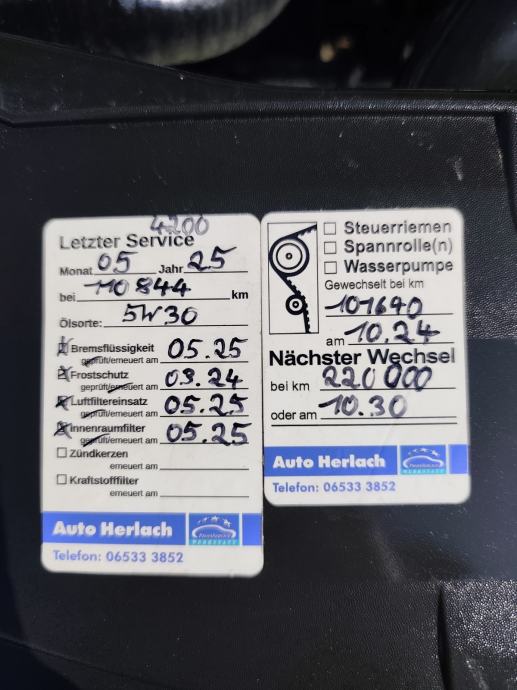 4200
Letzter Service
Monat 05 Jahr 25
bei 110 844 km
Ölsorte: 5W30
Bremsflüssigkeit 05.25
geprüft/erneuert am
Frostschutz 03.24
geprüft/erneuert am
Luftfiltereinsatz 05.25
geprüft/erneuert am
Innenraumfilter 05.25
geprüft/erneuert am
Zündkerzen
erneuert am
Kraftstofffilter
erneuert am
Auto Herlach
WERKSTATT
Telefon: 06533 3852
Steuerriemen
Spannrolle(n)
Wasserpumpe
Gewechselt bei km
101640
am 10.24
Nächster Wechsel
bei km 220 000
oder am 10.30
Auto Herlach
WERKSTATT
Telefon: 06533 3852